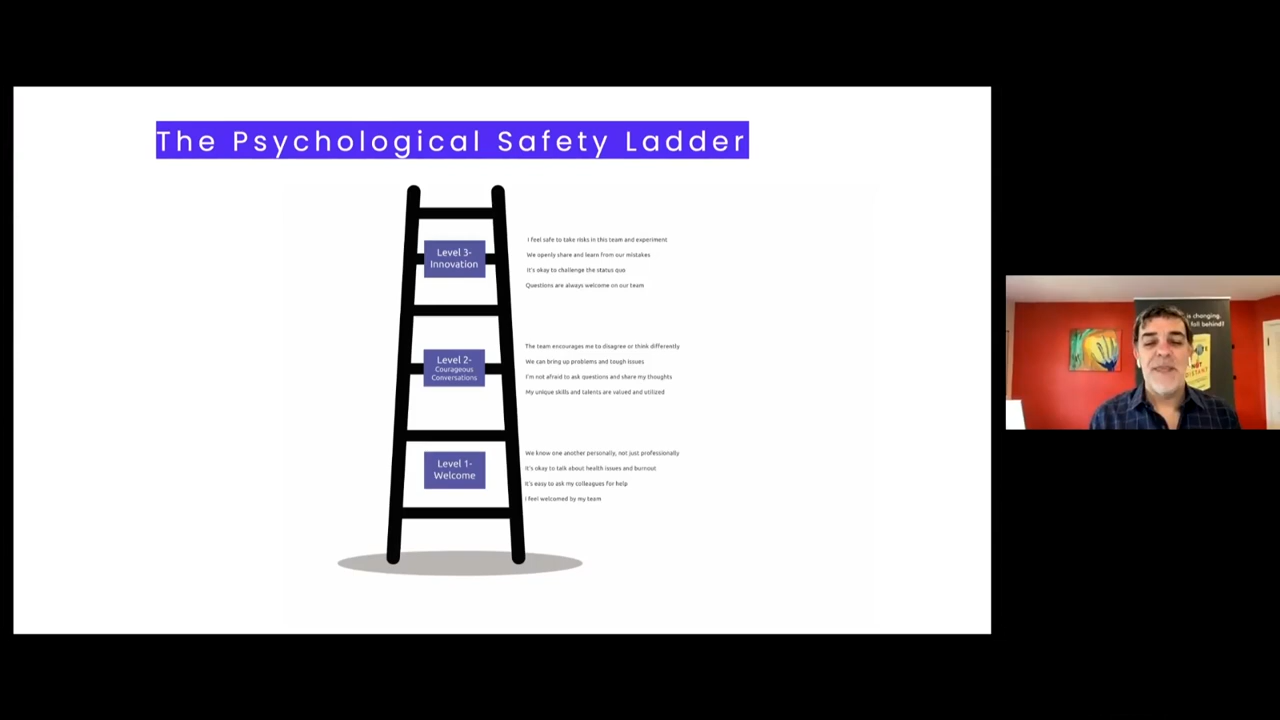 The Psychological Safety Ladder
Level 3-
Innovation
I feel safe to take risks in this team and experiment
We openly share and learn from our mistakes
It's okay to challenge the status quo
Questions are always welcome on our team
Level 2-
Courageous
Conversations
The team encourages me to disagree or think differently
We can bring up problems and tough issues
I'm not afraid to ask questions and share my thoughts
My unique skills and talents are valued and utilized
Level 1-
Welcome
We know one another personally, not just professionally
It's okay to talk about health issues and burnout
It's easy to ask my colleagues for help
I feel welcomed by my team
is changing.
fall behind?
NOT